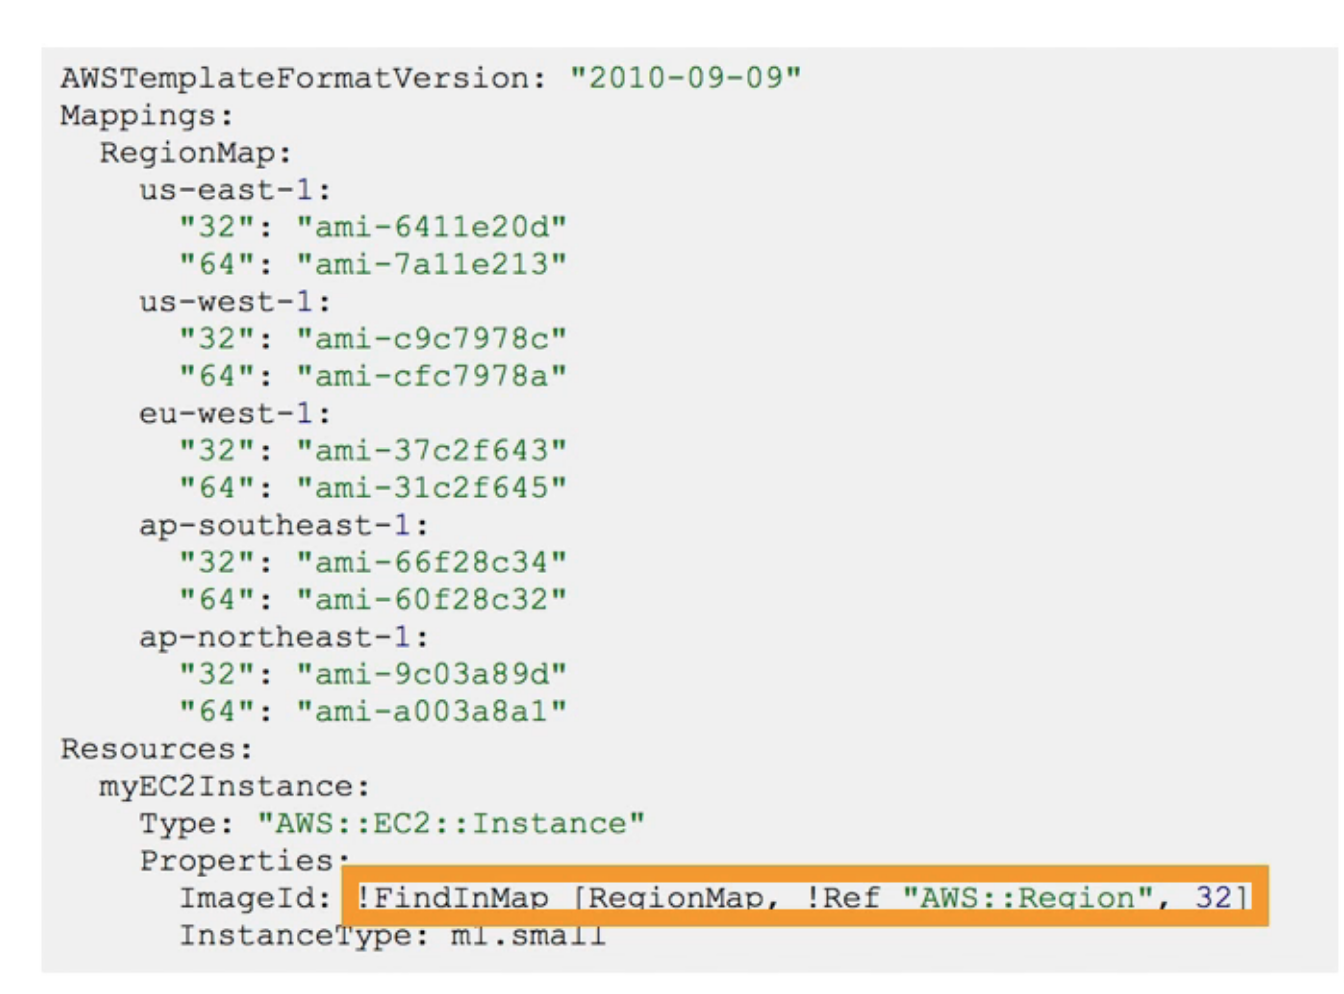 AWSTemplateFormatVersion: "2010-09-09"
Mappings:
  RegionMap:
    us-east-1:
      "32": "ami-6411e20d"
      "64": "ami-7a11e213"
    us-west-1:
      "32": "ami-c9c7978c"
      "64": "ami-cfc7978a"
    eu-west-1:
      "32": "ami-37c2f643"
      "64": "ami-31c2f645"
    ap-southeast-1:
      "32": "ami-66f28c34"
      "64": "ami-60f28c32"
    ap-northeast-1:
      "32": "ami-9c03a89d"
      "64": "ami-a003a8a1"
Resources:
  myEC2Instance:
    Type: "AWS::EC2::Instance"
    Properties:
      ImageId: !FindInMap [RegionMap, !Ref "AWS::Region", 32]
      InstanceType: m1.small